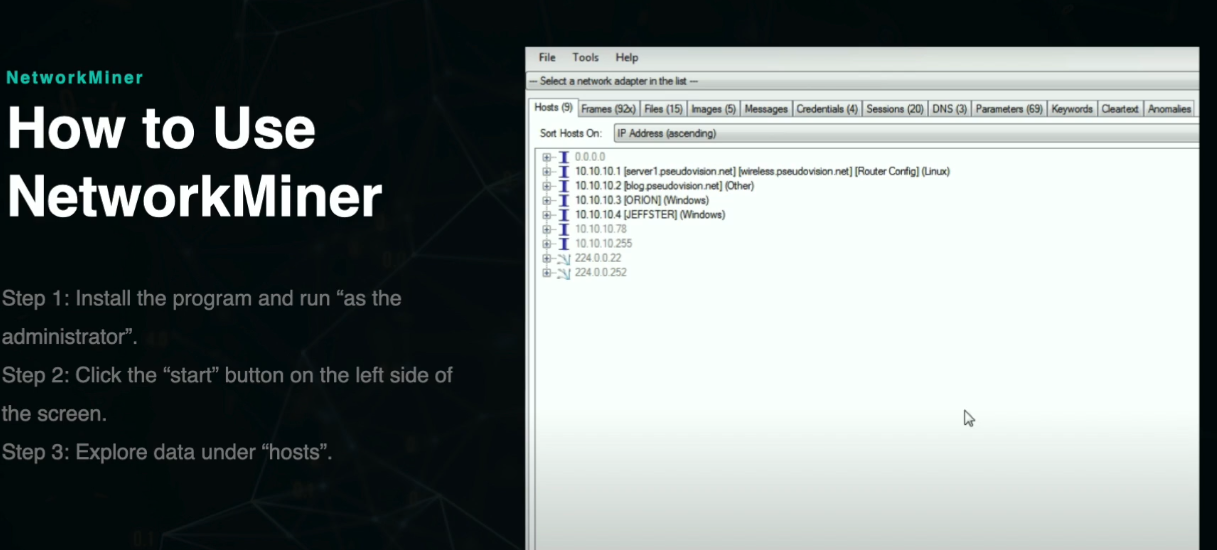 NetworkMiner
How to Use
NetworkMiner
Step 1: Install the program and run “as the
administrator”.
Step 2: Click the “start” button on the left side of
the screen.
Step 3: Explore data under “hosts”.
File Tools Help
--- Select a network adapter in the list ---
Hosts (9) Frames (92x) Files (15) Images (5) Messages Credentials (4) Sessions (20) DNS (3) Parameters (69) Keywords Cleartext Anomalies
Sort Hosts On: IP Address (ascending)
0.0.0.0
10.10.10.1 [server1.pseudovision.net] [wireless.pseudovision.net] [Router Config] (Linux)
10.10.10.2 [blog.pseudovision.net] (Other)
10.10.10.3 [ORION] (Windows)
10.10.10.4 [JEFFSTER] (Windows)
10.10.10.78
10.10.10.255
224.0.0.22
224.0.0.252